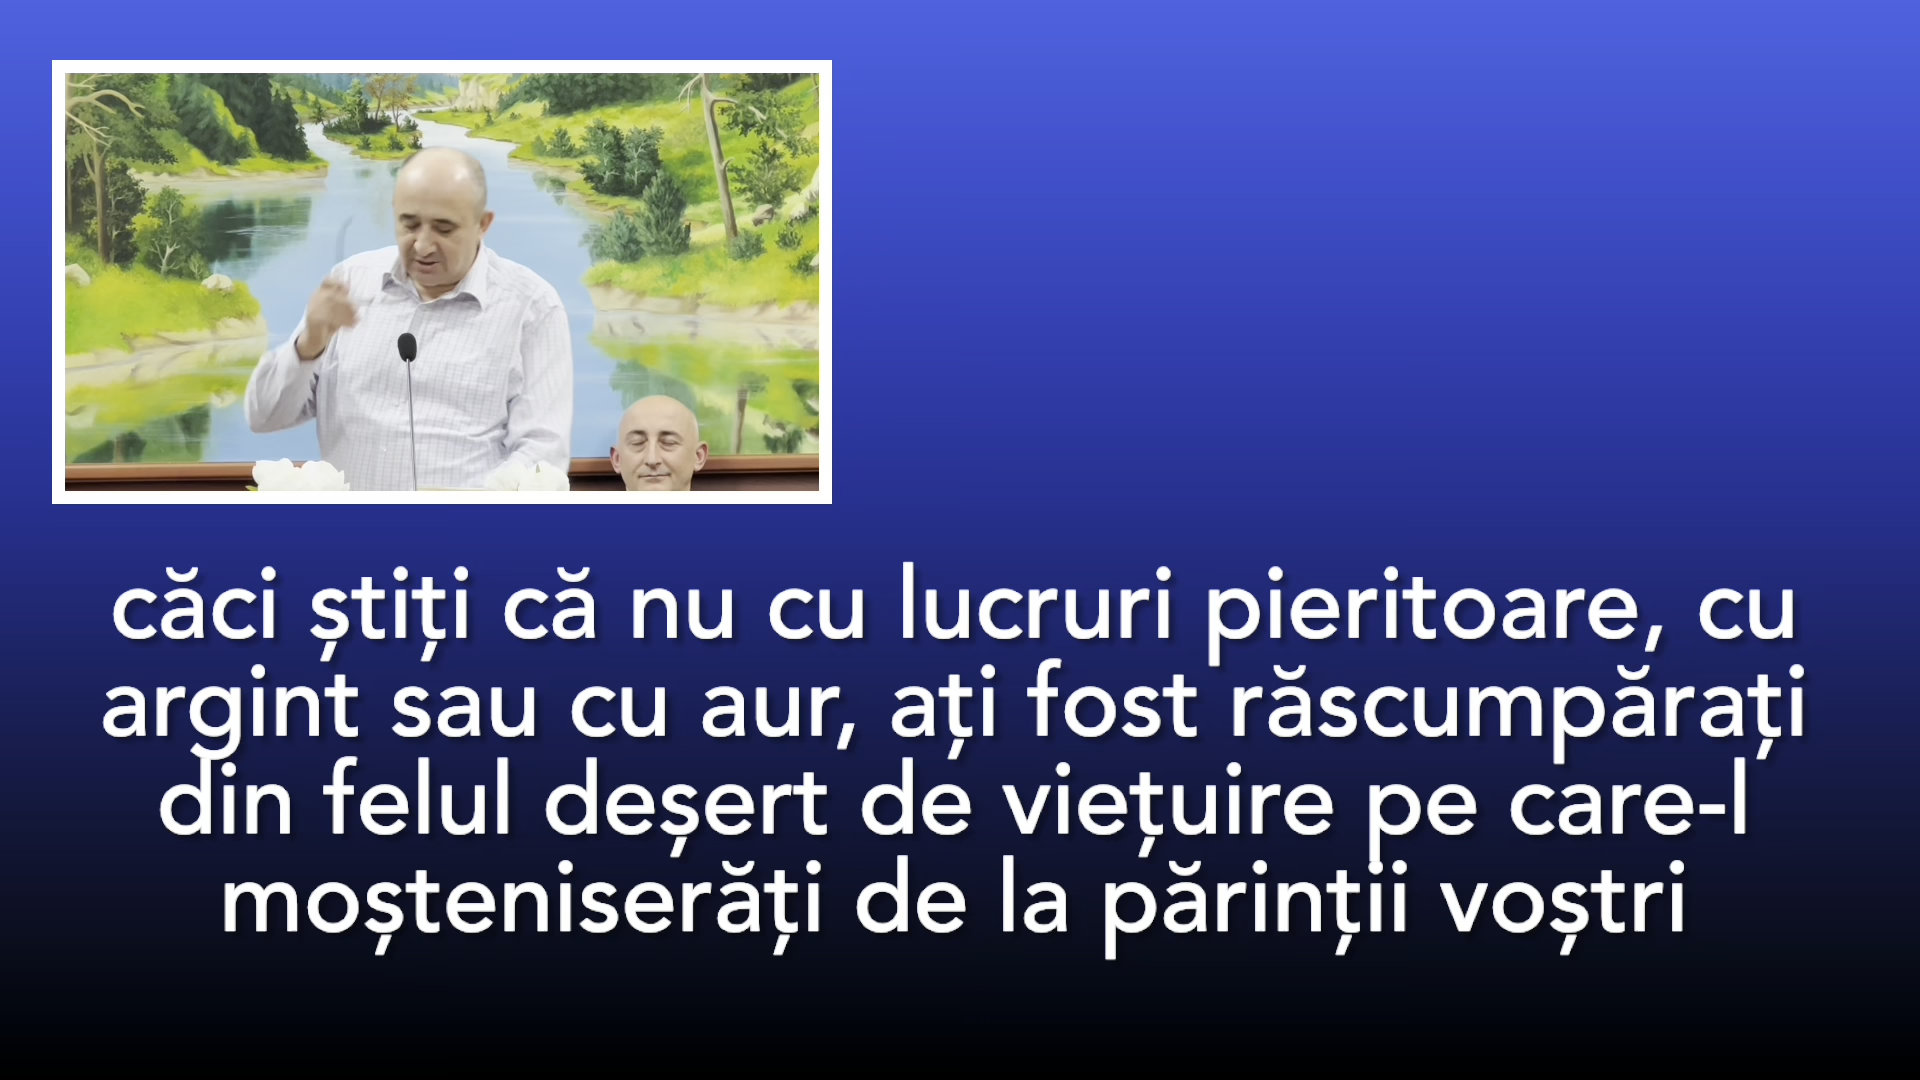 căci știți că nu cu lucruri pieritoare, cu
argint sau cu aur, ați fost răscumpărați
din felul deșert de viețuire pe care-l
moșteniserăți de la părinții voștri